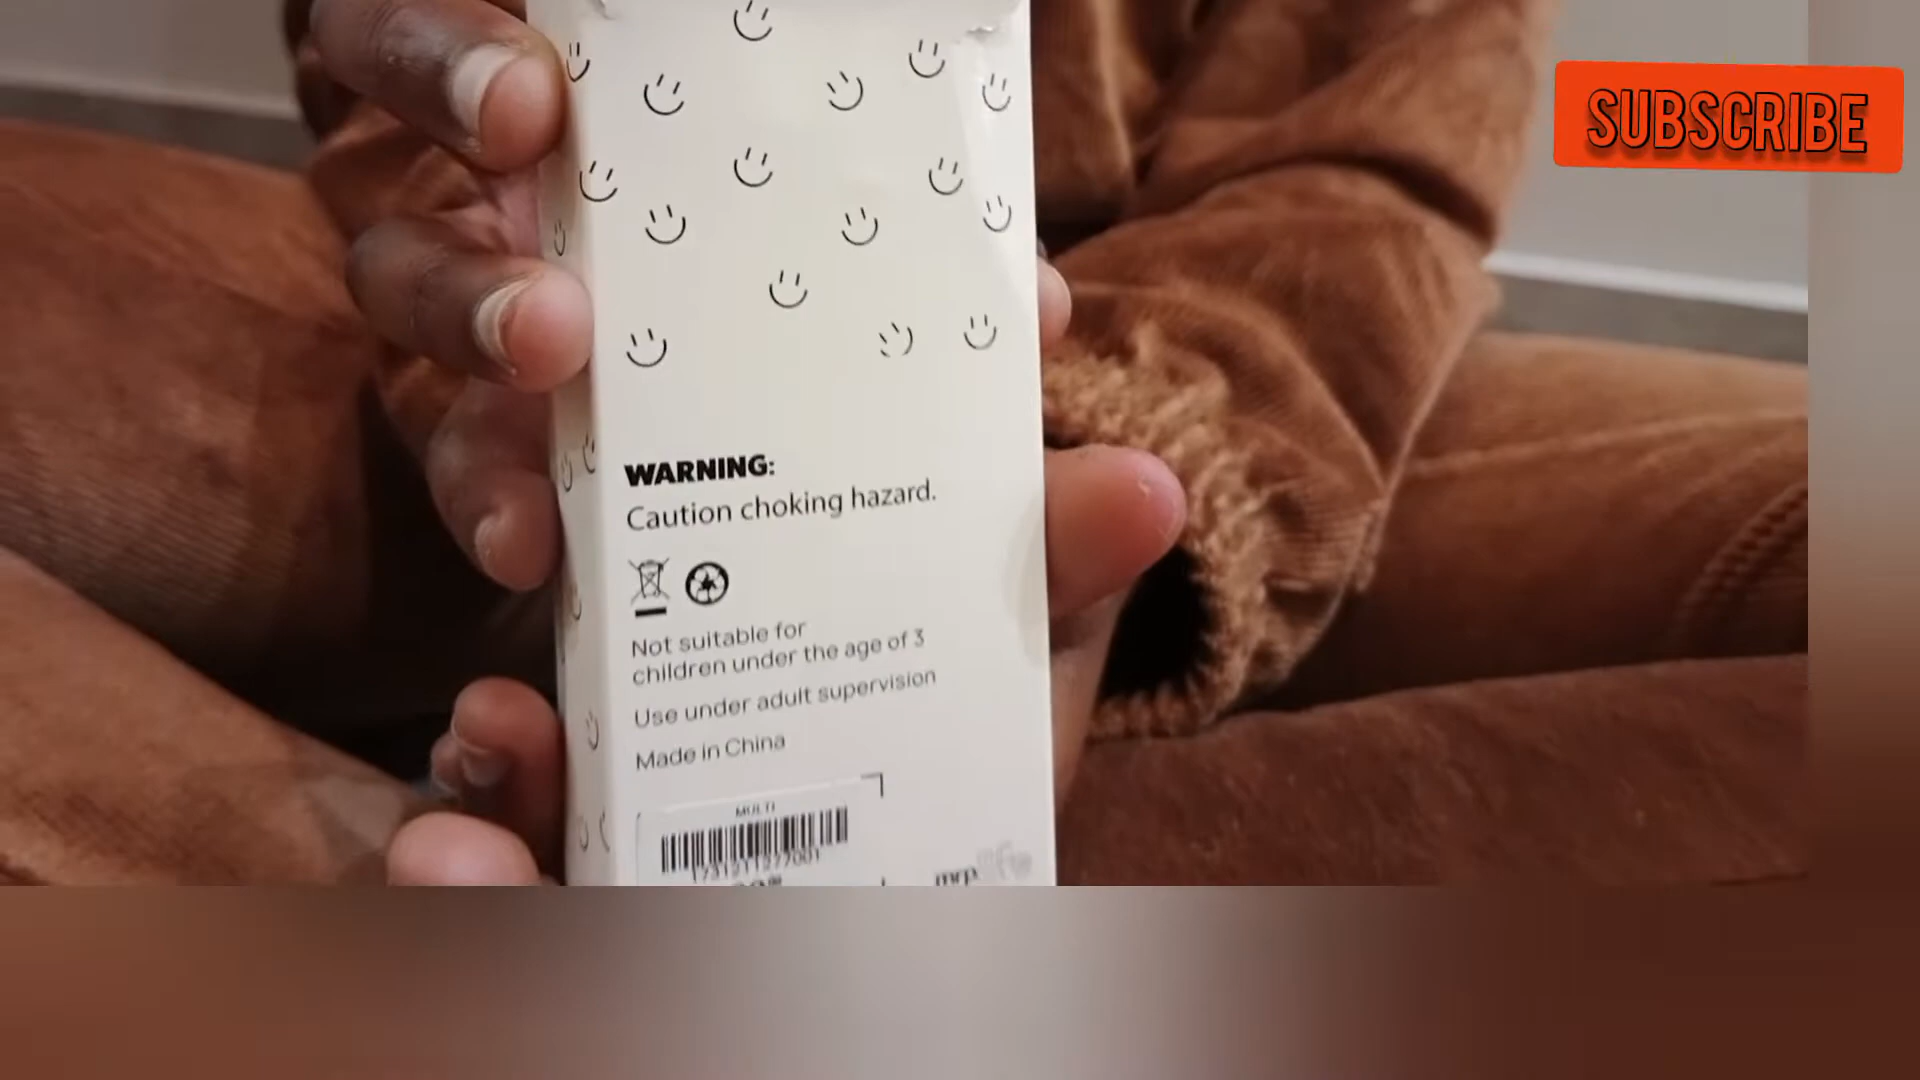 SUBSCRIBE
WARNING:
Caution choking hazard.
Not suitable for
children under the age of 3
Use under adult supervision
Made in China
MULTI
mrp